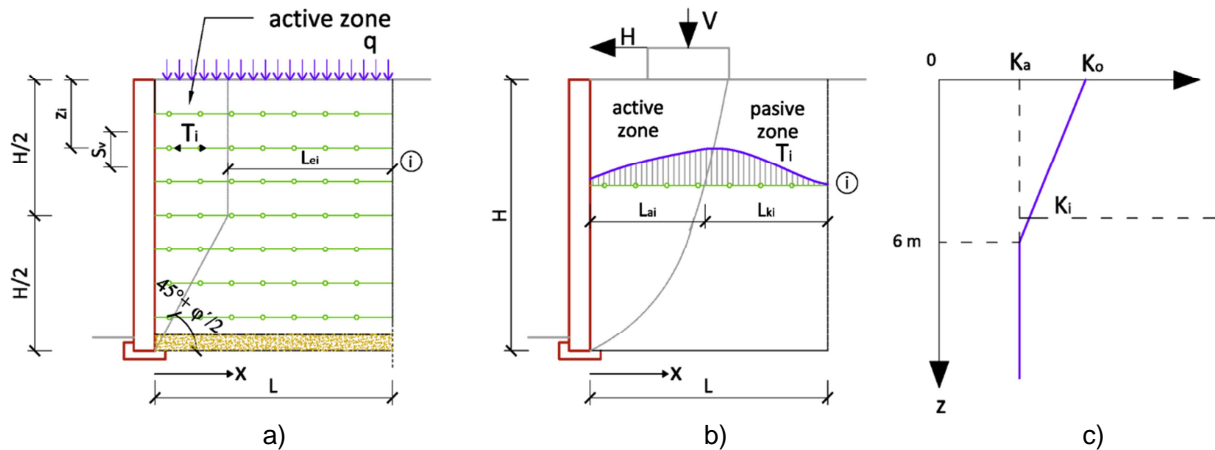 active zone
q
H/2
zi
Sv
Ti
Lei
i
H/2
45°+ φ'/2
X
L
a)
V
H
active
zone
pasive
zone
Ti
i
H
Lai
Lki
X
L
b)
0
Ka
Ko
Ki
6 m
z
c)